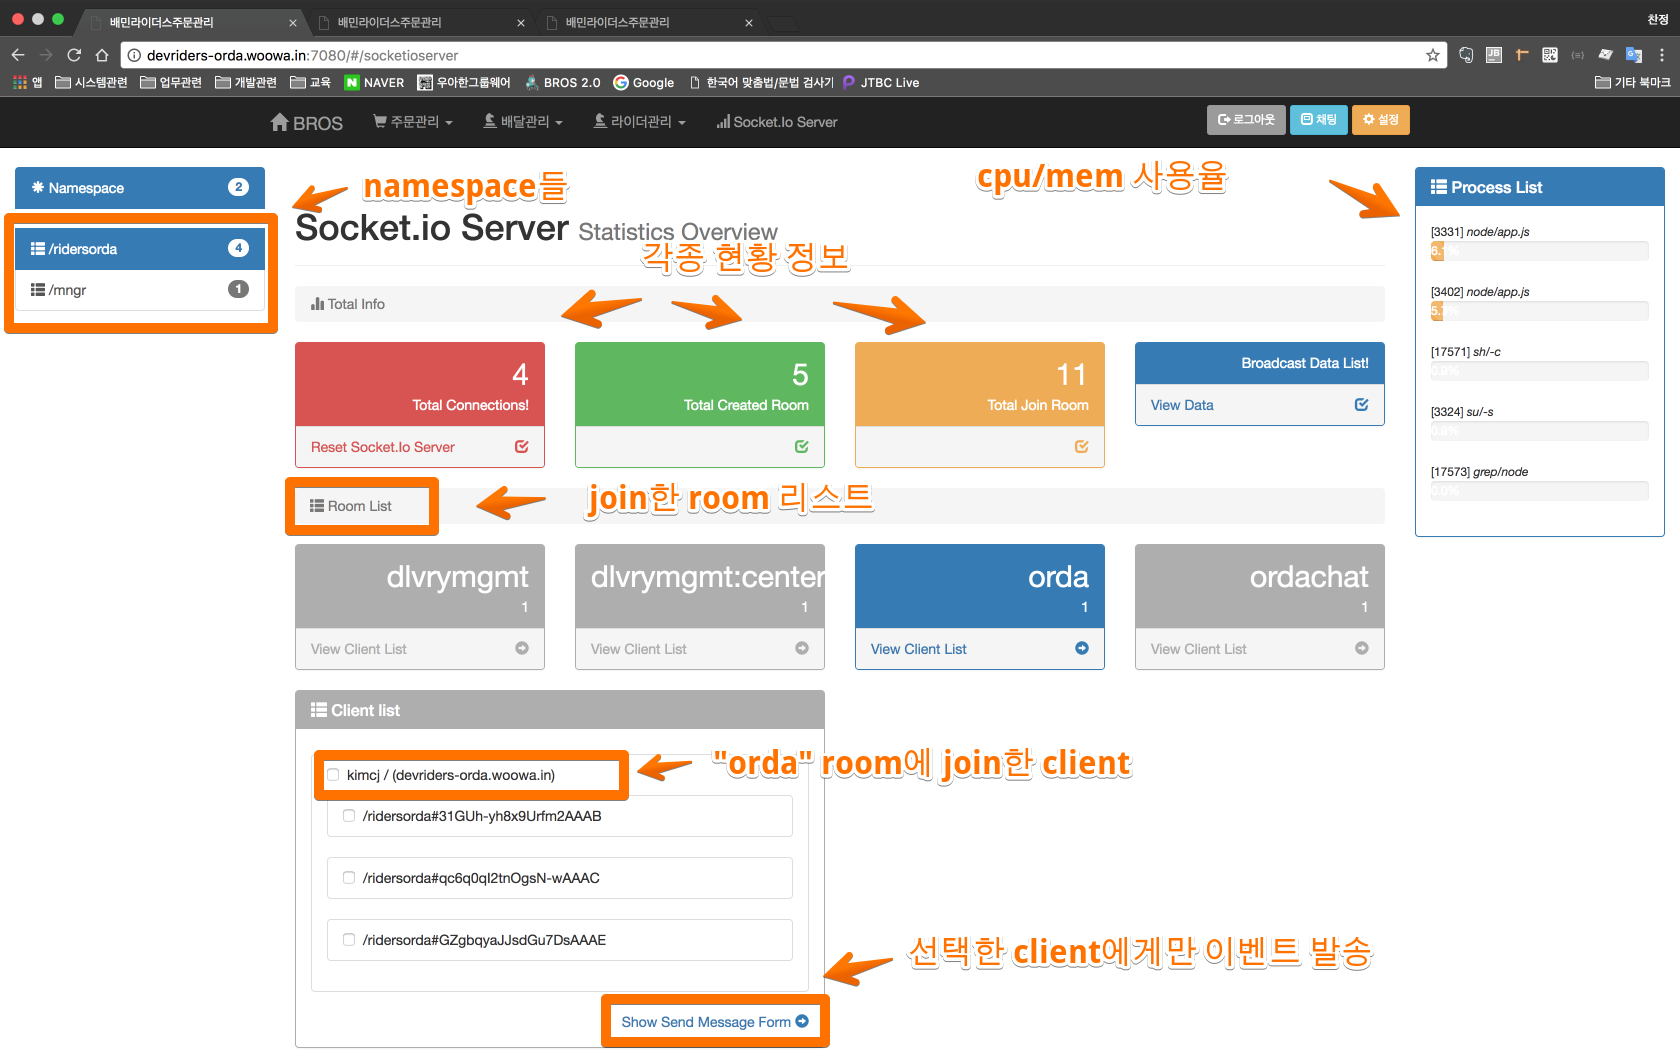 배민라이더스주문관리
배민라이더스주문관리
배민라이더스주문관리
찬정
devriders-orda.woowa.in:7080/#/socketioserver
앱 시스템관련 업무관련 개발관련 교육 NAVER 우아한그룹웨어 BROS 2.0 Google 한국어 맞춤법/문법 검사기 JTBC Live 기타 북마크
BROS 주문관리 배달관리 라이더관리 Socket.Io Server 로그아웃 채팅 설정
Namespace 2
/ridersorda 4
/mngr 1
namespace들
cpu/mem 사용율
Socket.io Server Statistics Overview
각종 현황 정보
Total Info
4
Total Connections!
Reset Socket.Io Server
5
Total Created Room
11
Total Join Room
Broadcast Data List!
View Data
Process List
[3331] node/app.js
[3402] node/app.js
[17571] sh/-c
0.0%
[3324] su/-s
0.0%
[17573] grep/node
0.0%
Room List
join한 room 리스트
dlvrymgmt
1
View Client List
dlvrymgmt:center
1
View Client List
orda
1
View Client List
ordachat
1
View Client List
Client list
kimcj / (devriders-orda.woowa.in)
"orda" room에 join한 client
/ridersorda#31GUh-yh8x9Urfm2AAAB
/ridersorda#qc6q0qI2tnOgsN-wAAAC
/ridersorda#GZgbqyaJJsdGu7DsAAAE
선택한 client에게만 이벤트 발송
Show Send Message Form